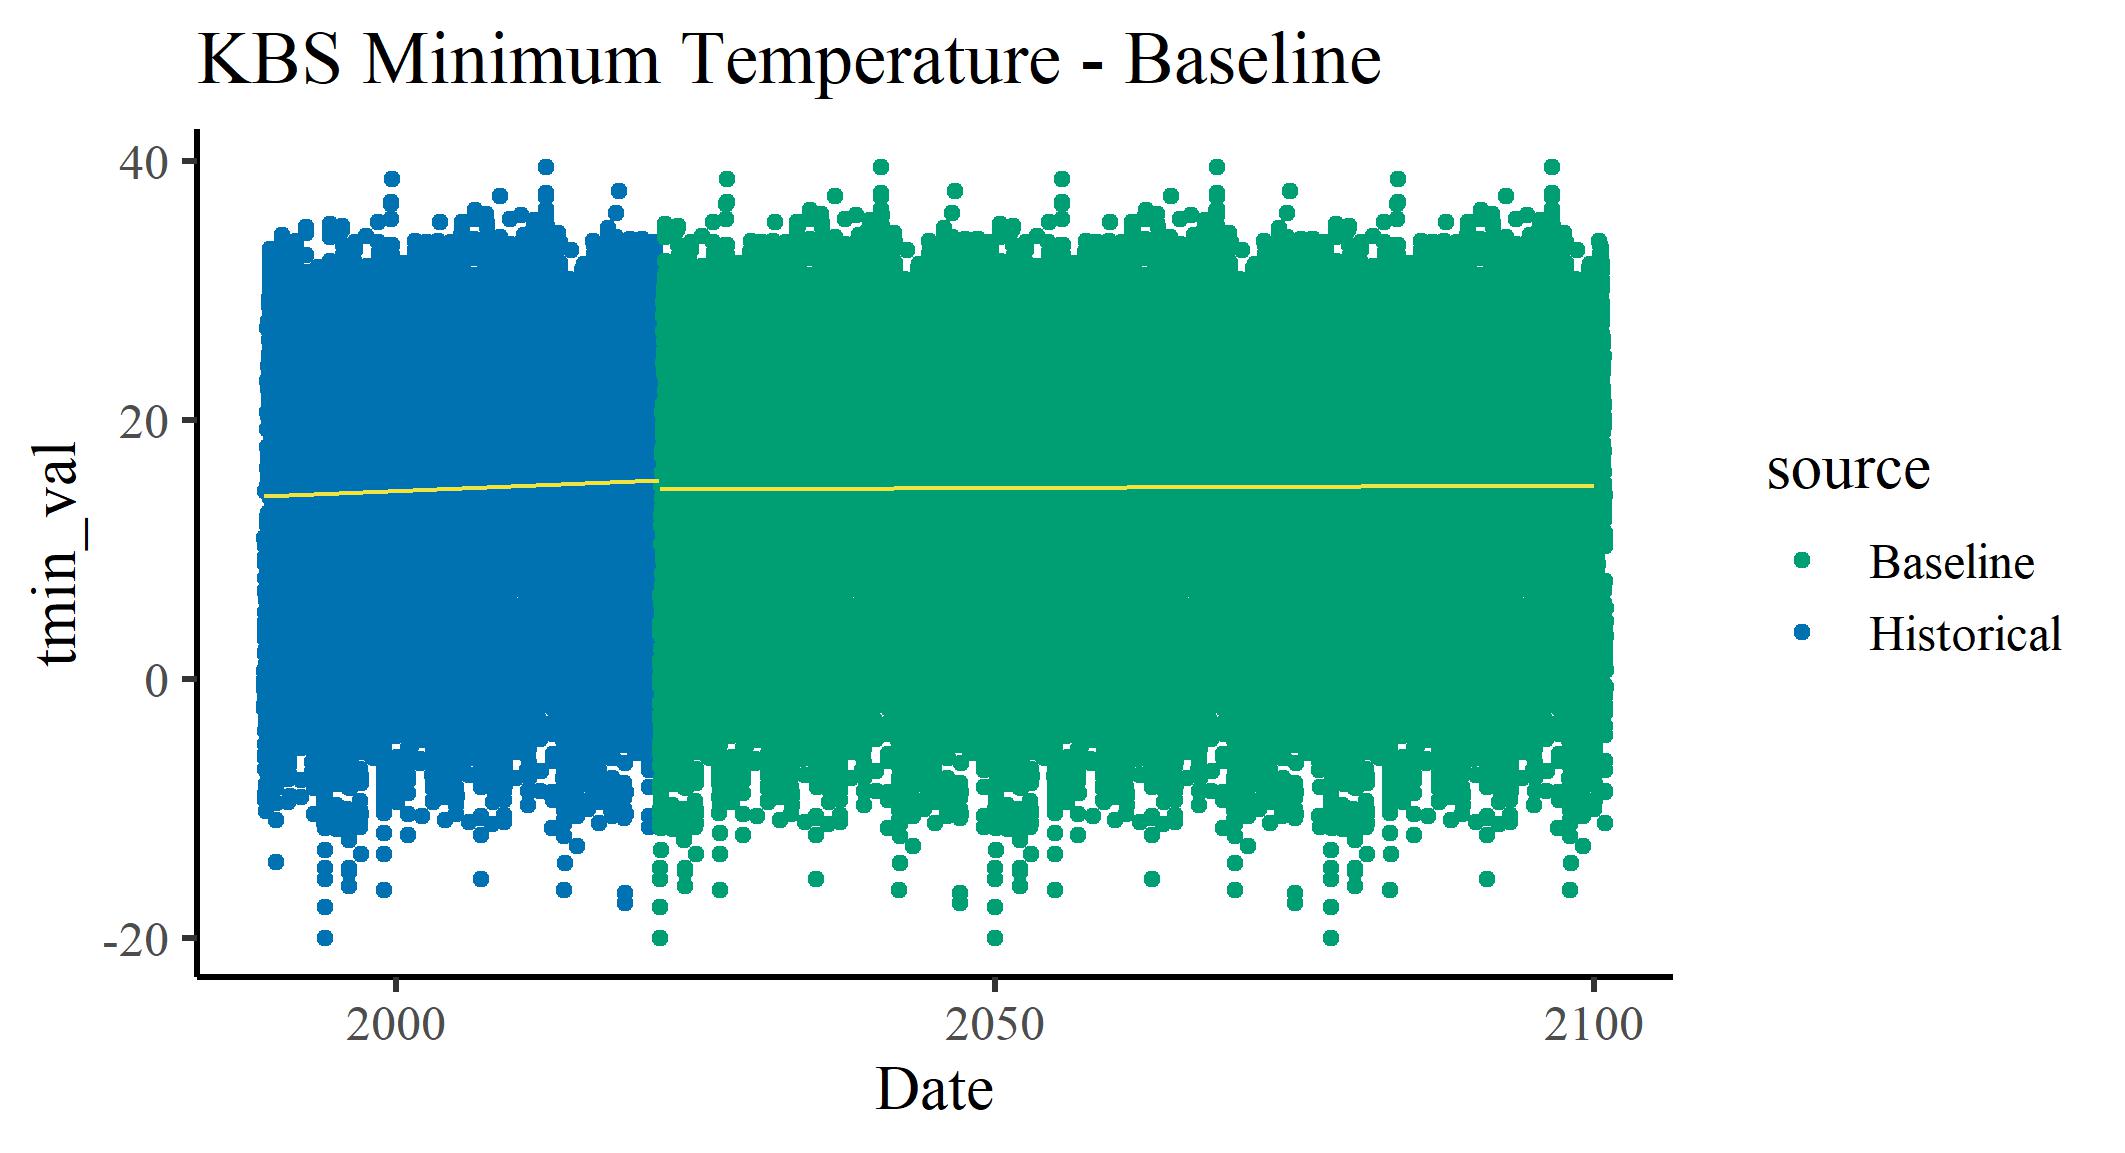 KBS Minimum Temperature - Baseline
40
20
0
-20
tmin_val
2000 2050 2100
Date
source
Baseline
Historical